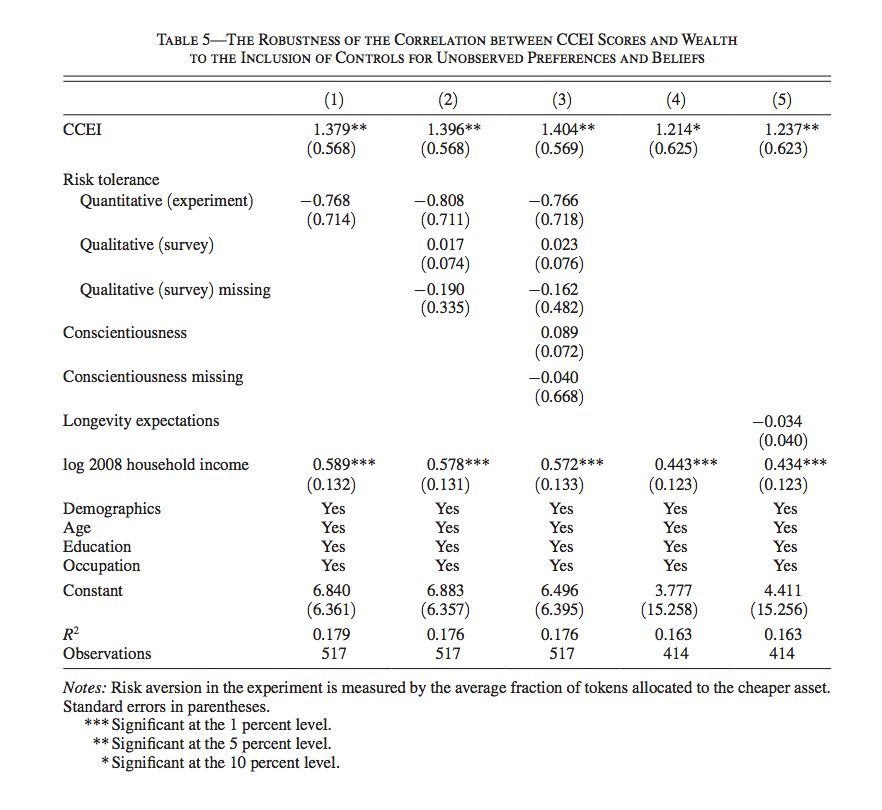 TABLE 5—THE ROBUSTNESS OF THE CORRELATION BETWEEN CCEI SCORES AND WEALTH
TO THE INCLUSION OF CONTROLS FOR UNOBSERVED PREFERENCES AND BELIEFS
(1) (2) (3) (4) (5)
CCEI 1.379** 1.396** 1.404** 1.214* 1.237**
(0.568) (0.568) (0.569) (0.625) (0.623)
Risk tolerance
Quantitative (experiment) −0.768 −0.808 −0.766
(0.714) (0.711) (0.718)
Qualitative (survey) 0.017 0.023
(0.074) (0.076)
Qualitative (survey) missing −0.190 −0.162
(0.335) (0.482)
Conscientiousness 0.089
(0.072)
Conscientiousness missing −0.040
(0.668)
Longevity expectations −0.034
(0.040)
log 2008 household income 0.589*** 0.578*** 0.572*** 0.443*** 0.434***
(0.132) (0.131) (0.133) (0.123) (0.123)
Demographics Yes Yes Yes Yes Yes
Age Yes Yes Yes Yes Yes
Education Yes Yes Yes Yes Yes
Occupation Yes Yes Yes Yes Yes
Constant 6.840 6.883 6.496 3.777 4.411
(6.361) (6.357) (6.395) (15.258) (15.256)
R² 0.179 0.176 0.176 0.163 0.163
Observations 517 517 517 414 414
Notes: Risk aversion in the experiment is measured by the average fraction of tokens allocated to the cheaper asset.
Standard errors in parentheses.
*** Significant at the 1 percent level.
** Significant at the 5 percent level.
* Significant at the 10 percent level.